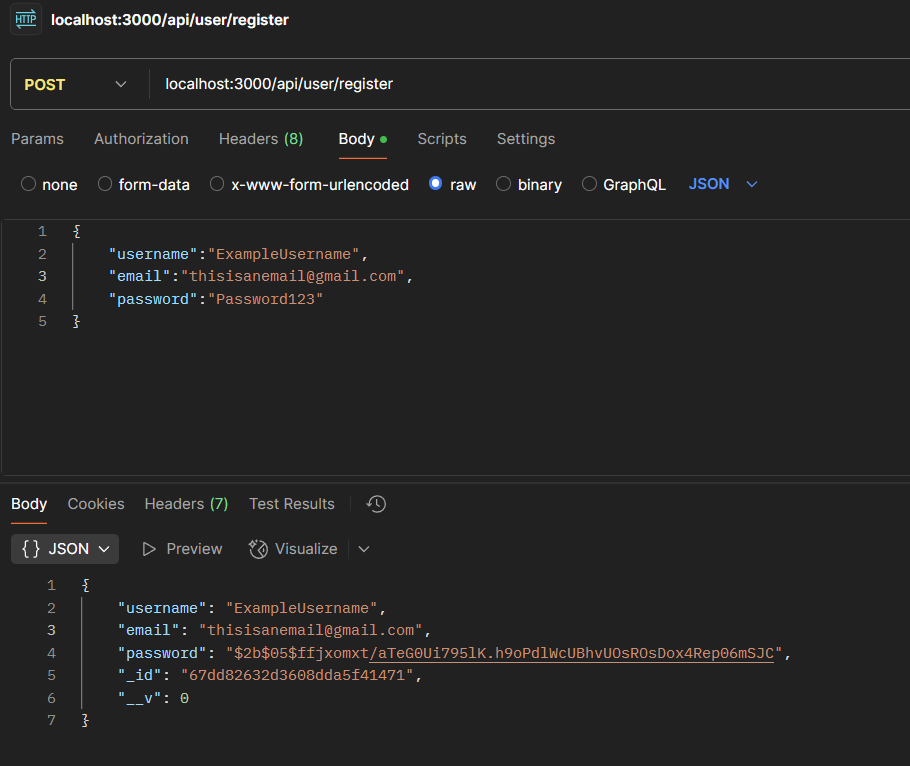 HTTP localhost:3000/api/user/register
POST localhost:3000/api/user/register
Params Authorization Headers (8) Body Scripts Settings
none form-data x-www-form-urlencoded raw binary GraphQL JSON
1 {
2 "username":"ExampleUsername",
3 "email":"thisisanemail@gmail.com",
4 "password":"Password123"
5 }
Body Cookies Headers (7) Test Results
{} JSON Preview Visualize
1 {
2 "username": "ExampleUsername",
3 "email": "thisisanemail@gmail.com",
4 "password": "$2b$05$ffjxomxt/aTeG0Ui795lK.h9oPdlWcUBhvUOsROsDox4Rep06mSJC",
5 "_id": "67dd82632d3608dda5f41471",
6 "__v": 0
7 }